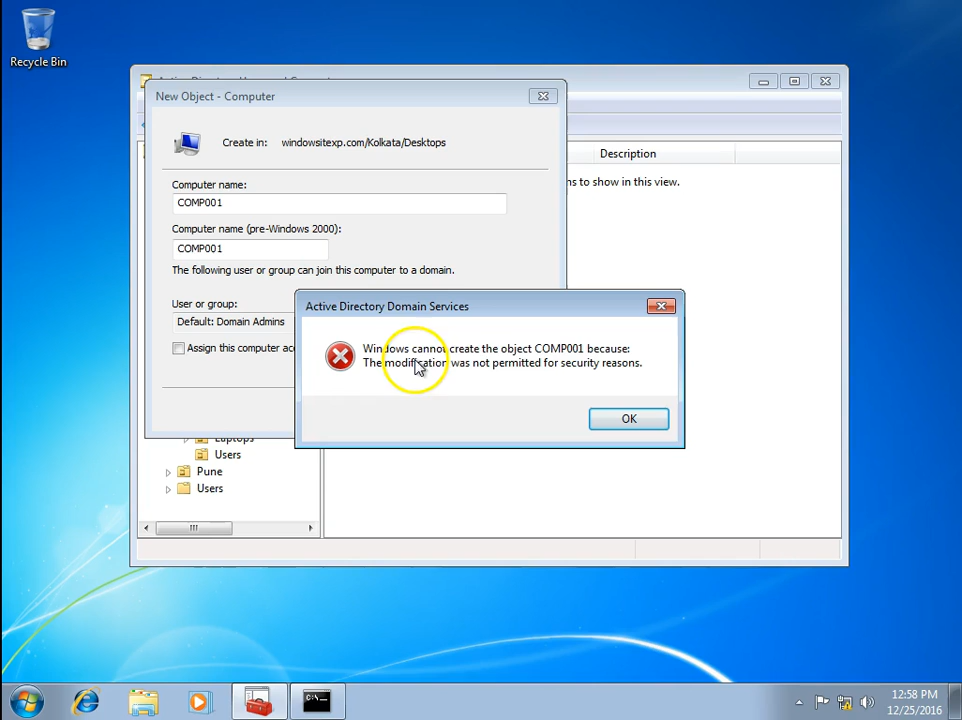 Recycle Bin
New Object - Computer
Create in: windowsitexp.com/Kolkata/Desktops
Computer name:
COMP001
Computer name (pre-Windows 2000):
COMP001
The following user or group can join this computer to a domain.
User or group:
Default: Domain Admins
Assign this computer acc
Description
ns to show in this view.
Active Directory Domain Services
Windows cannot create the object COMP001 because:
The modification was not permitted for security reasons.
OK
Laptops
Users
Pune
Users
12:58 PM
12/25/2016